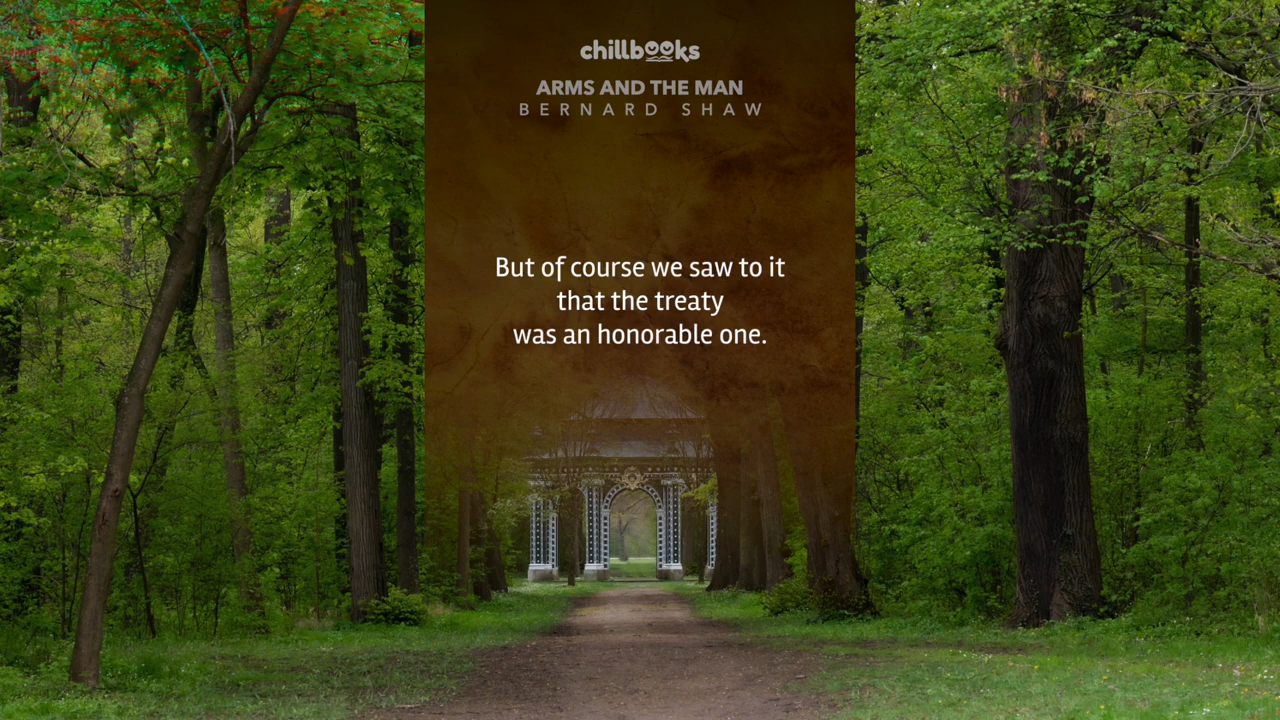 chillbooks
ARMS AND THE MAN
BERNARD SHAW
But of course we saw to it
that the treaty
was an honorable one.